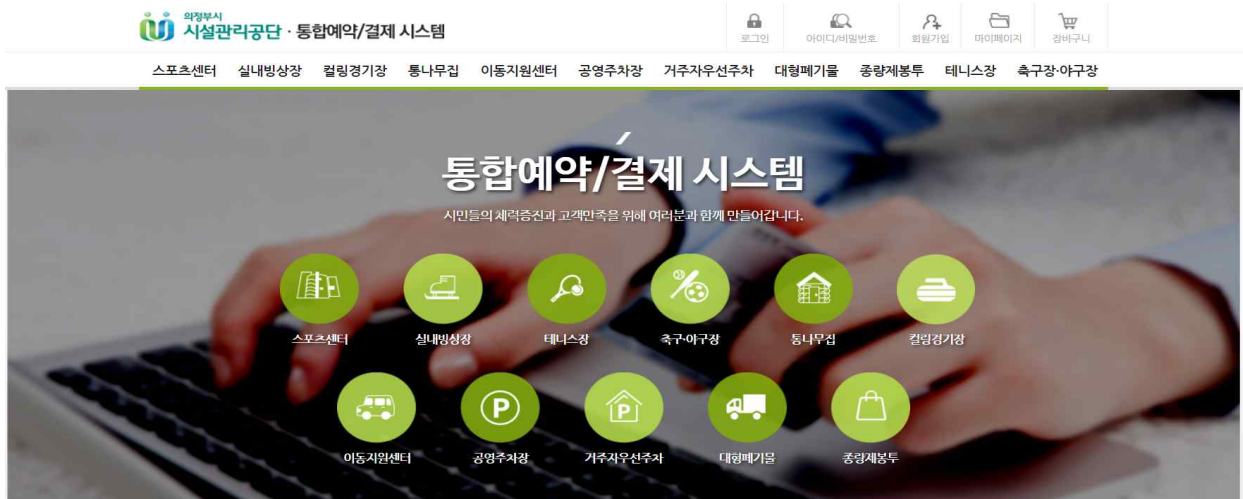 의정부시
시설관리공단 · 통합예약/결제 시스템
로그인 아이디/비밀번호 회원가입 마이페이지 장바구니
스포츠센터 실내빙상장 컬링경기장 통나무집 이동지원센터 공영주차장 거주자우선주차 대형폐기물 종량제봉투 테니스장 축구장·야구장
통합예약/결제 시스템
시민들의 체력증진과 고객만족을 위해 여러분과 함께 만들어갑니다.
스포츠센터 실내빙상장 테니스장 축구·야구장 통나무집 컬링경기장
P P
이동지원센터 공영주차장 거주자우선주차 대형폐기물 종량제봉투